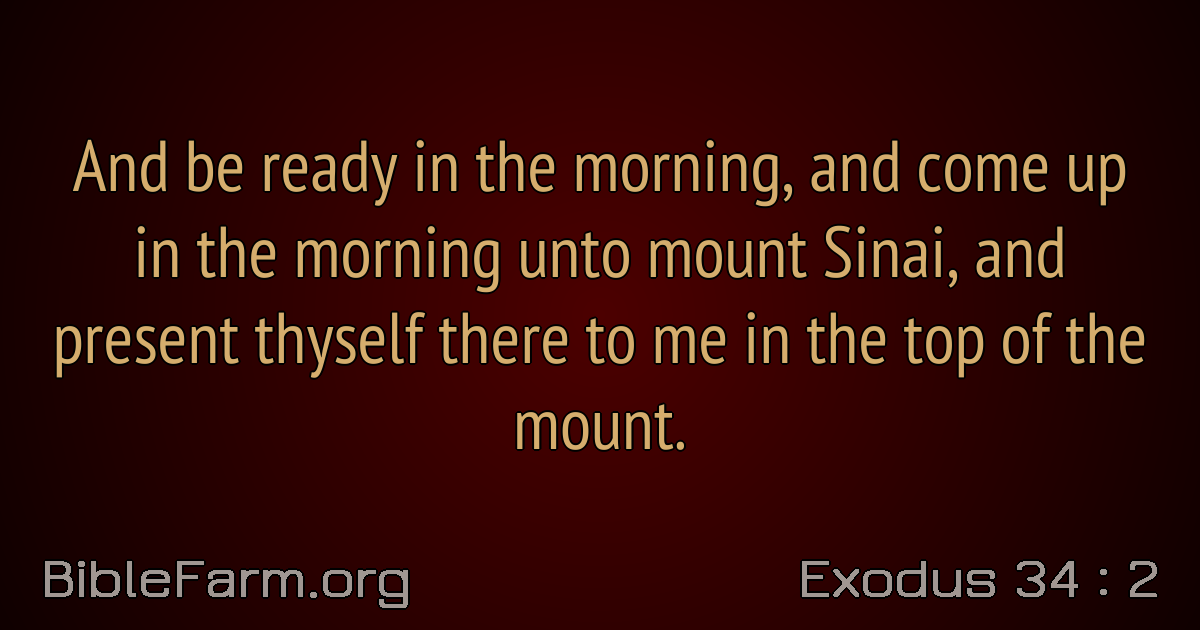 And be ready in the morning, and come up
in the morning unto mount Sinai, and
present thyself there to me in the top of the
mount.
BibleFarm.org
Exodus 34 : 2